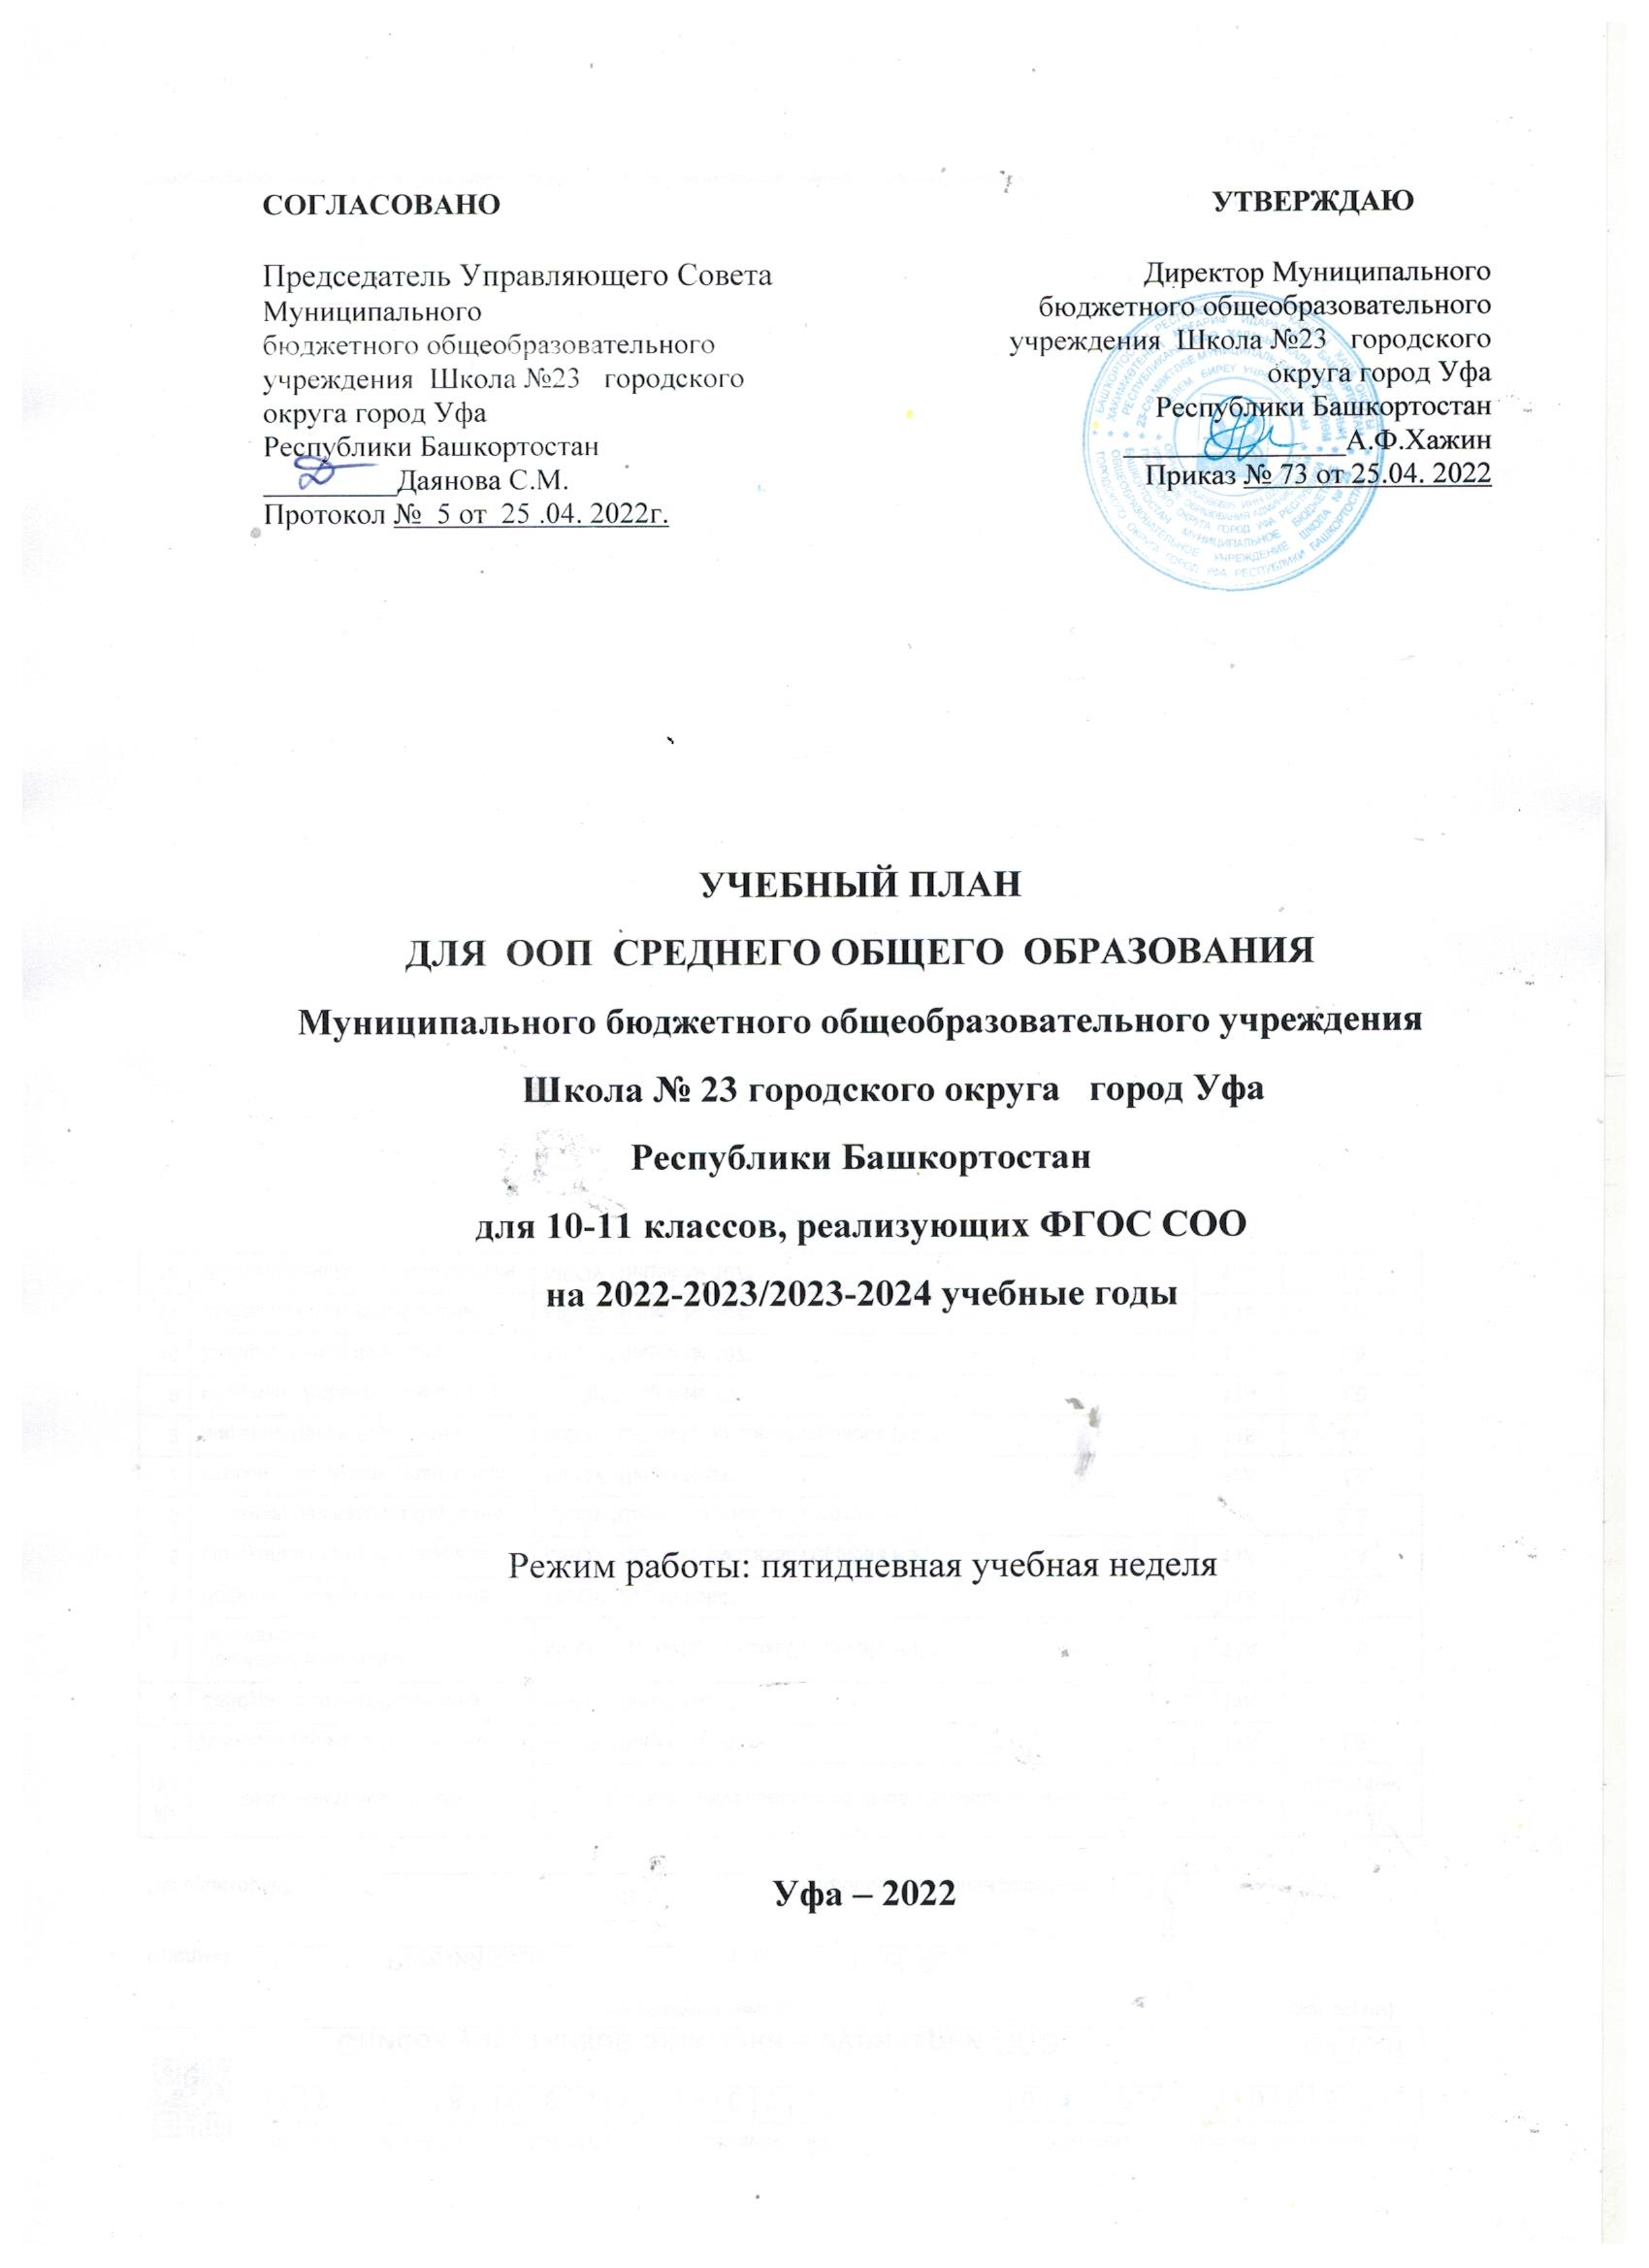 СОГЛАСОВАНО
Председатель Управляющего Совета
Муниципального
бюджетного общеобразовательного
учреждения Школа №23 городского
округа город Уфа
Республики Башкортостан
__________Даянова С.М.
Протокол № 5 от 25 .04. 2022г.
УТВЕРЖДАЮ
Директор Муниципального
бюджетного общеобразовательного
учреждения Школа №23 городского
округа город Уфа
Республики Башкортостан
________________А.Ф.Хажин
Приказ № 73 от 25.04. 2022
УЧЕБНЫЙ ПЛАН
ДЛЯ ООП СРЕДНЕГО ОБЩЕГО ОБРАЗОВАНИЯ
Муниципального бюджетного общеобразовательного учреждения
Школа № 23 городского округа город Уфа
Республики Башкортостан
для 10-11 классов, реализующих ФГОС СОО
на 2022-2023/2023-2024 учебные годы
Режим работы: пятидневная учебная неделя
Уфа – 2022